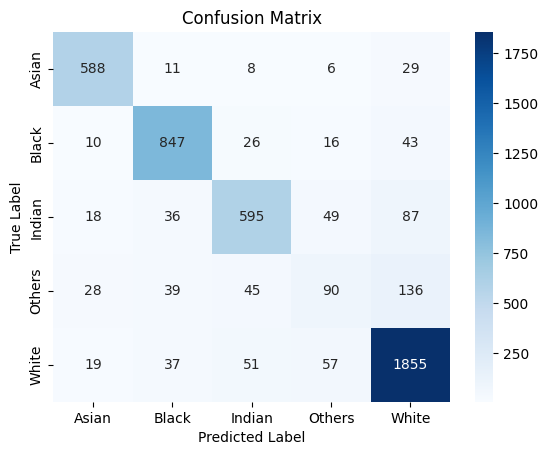 Confusion Matrix
Asian 588 11 8 6 29
Black 10 847 26 16 43
Indian 18 36 595 49 87
Others 28 39 45 90 136
White 19 37 51 57 1855
Asian Black Indian Others White
Predicted Label
True Label
1750
1500
1250
1000
750
500
250